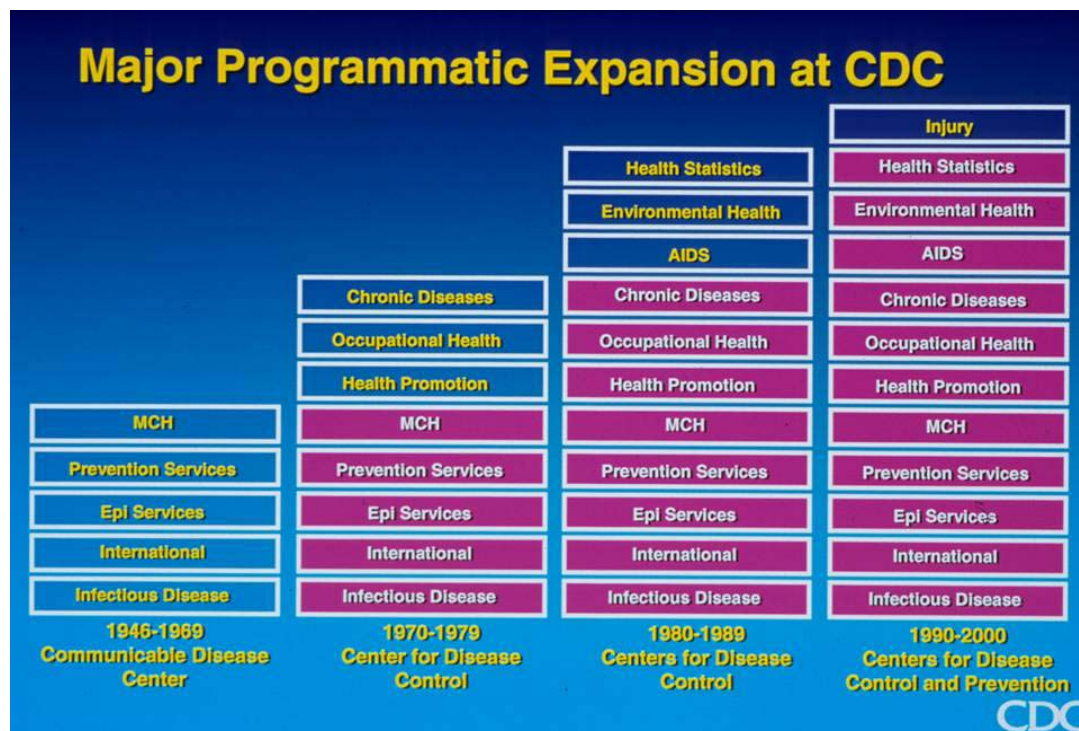 Major Programmatic Expansion at CDC
Injury
Health Statistics
Health Statistics
Environmental Health
Environmental Health
AIDS
AIDS
Chronic Diseases
Chronic Diseases
Chronic Diseases
Occupational Health
Occupational Health
Occupational Health
Health Promotion
Health Promotion
Health Promotion
MCH
MCH
MCH
MCH
Prevention Services
Prevention Services
Prevention Services
Prevention Services
Epi Services
Epi Services
Epi Services
Epi Services
International
International
International
International
Infectious Disease
Infectious Disease
Infectious Disease
Infectious Disease
1946-1969
Communicable Disease
Center
1970-1979
Center for Disease
Control
1980-1989
Centers for Disease
Control
1990-2000
Centers for Disease
Control and Prevention
CDC